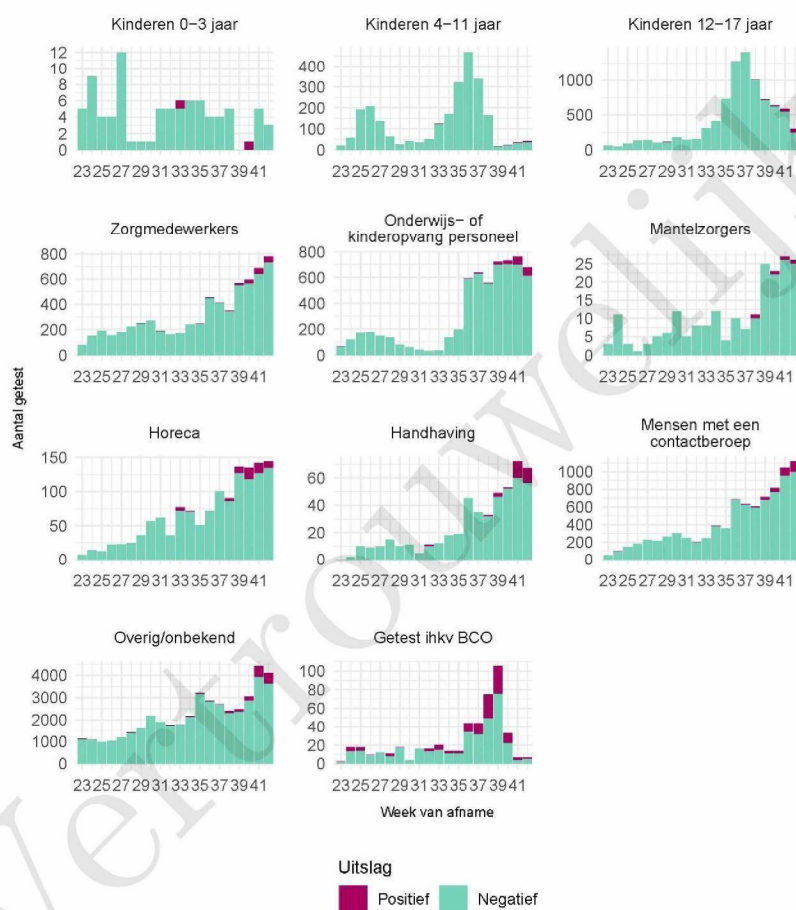 Kinderen 0−3 jaar
12
10
8
6
4
2
0
23 25 27 29 31 33 35 37 39 41
Kinderen 4−11 jaar
400
300
200
100
0
23 25 27 29 31 33 35 37 39 41
Kinderen 12−17 jaar
1000
500
0
23 25 27 29 31 33 35 37 39 41
Zorgmedewerkers
800
600
400
200
0
23 25 27 29 31 33 35 37 39 41
Onderwijs− of
kinderopvang personeel
800
600
400
200
0
23 25 27 29 31 33 35 37 39 41
Mantelzorgers
25
20
15
10
5
0
23 25 27 29 31 33 35 37 39 41
Aantal getest
Horeca
150
100
50
0
23 25 27 29 31 33 35 37 39 41
Handhaving
60
40
20
0
23 25 27 29 31 33 35 37 39 41
Mensen met een
contactberoep
1000
800
600
400
200
0
23 25 27 29 31 33 35 37 39 41
Overig/onbekend
4000
3000
2000
1000
0
23 25 27 29 31 33 35 37 39 41
Getest ihkv BCO
100
80
60
40
20
0
23 25 27 29 31 33 35 37 39 41
Week van afname
Uitslag
Positief Negatief
Vertrouwelijk